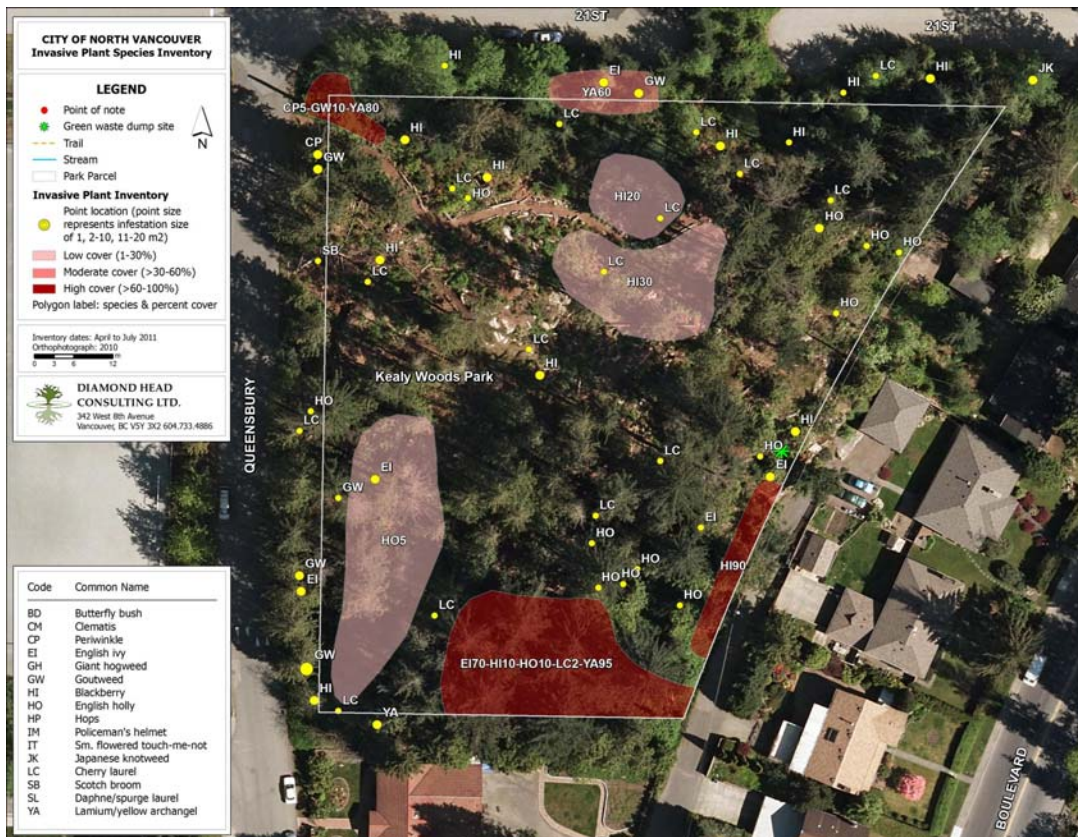 CITY OF NORTH VANCOUVER
Invasive Plant Species Inventory
LEGEND
Point of note
Green waste dump site
Trail
Stream
Park Parcel
N
Invasive Plant Inventory
Point location (point size
represents infestation size
of 1, 2-10, 11-20 m2)
Low cover (1-30%)
Moderate cover (>30-60%)
High cover (>60-100%)
Polygon label: species & percent cover
Inventory dates: April to July 2011
Orthophotograph: 2010
0 3 6 12 m
DIAMOND HEAD
CONSULTING LTD.
342 West 8th Avenue
Vancouver, BC V5Y 3X2 604.733.4886
Code Common Name
BD Butterfly bush
CM Clematis
CP Periwinkle
EI English ivy
GH Giant hogweed
GW Goutweed
HI Blackberry
HO English holly
HP Hops
IM Policeman's helmet
IT Sm. flowered touch-me-not
JK Japanese knotweed
LC Cherry laurel
SB Scotch broom
SL Daphne/spurge laurel
YA Lamium/yellow archangel
21ST
21ST
HI
EI
GW
YA60
LC
HI
HI
JK
CP5-GW10-YA80
LC
LC
HI
HI
HI
CP
GW
HI
LC
HO
LC
HI20
LC
LC
HO
HO
HO
SB
HI
LC
LC
HI30
HO
LC
HI
Kealy Woods Park
QUEENSBURY
HO
LC
HI
HO
EI
LC
EI
GW
HO5
LC
HO
EI
HI90
HO
HO
HO
HO
GW
EI
LC
EI70-HI10-HO10-LC2-YA95
GW
HI
LC
YA
BOULEVARD